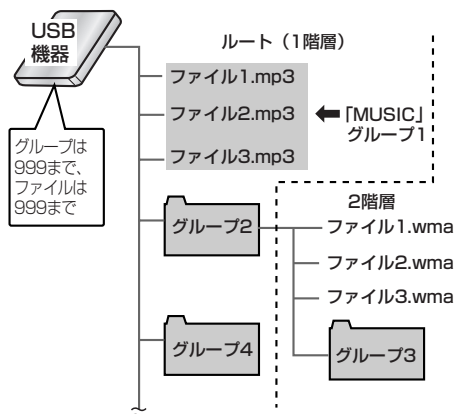 USB
機器
ルート（1階層）
ファイル1.mp3
ファイル2.mp3
ファイル3.mp3
「MUSIC」
グループ1
グループは
999まで、
ファイルは
999まで
2階層
グループ2
ファイル1.wma
ファイル2.wma
ファイル3.wma
グループ3
グループ4